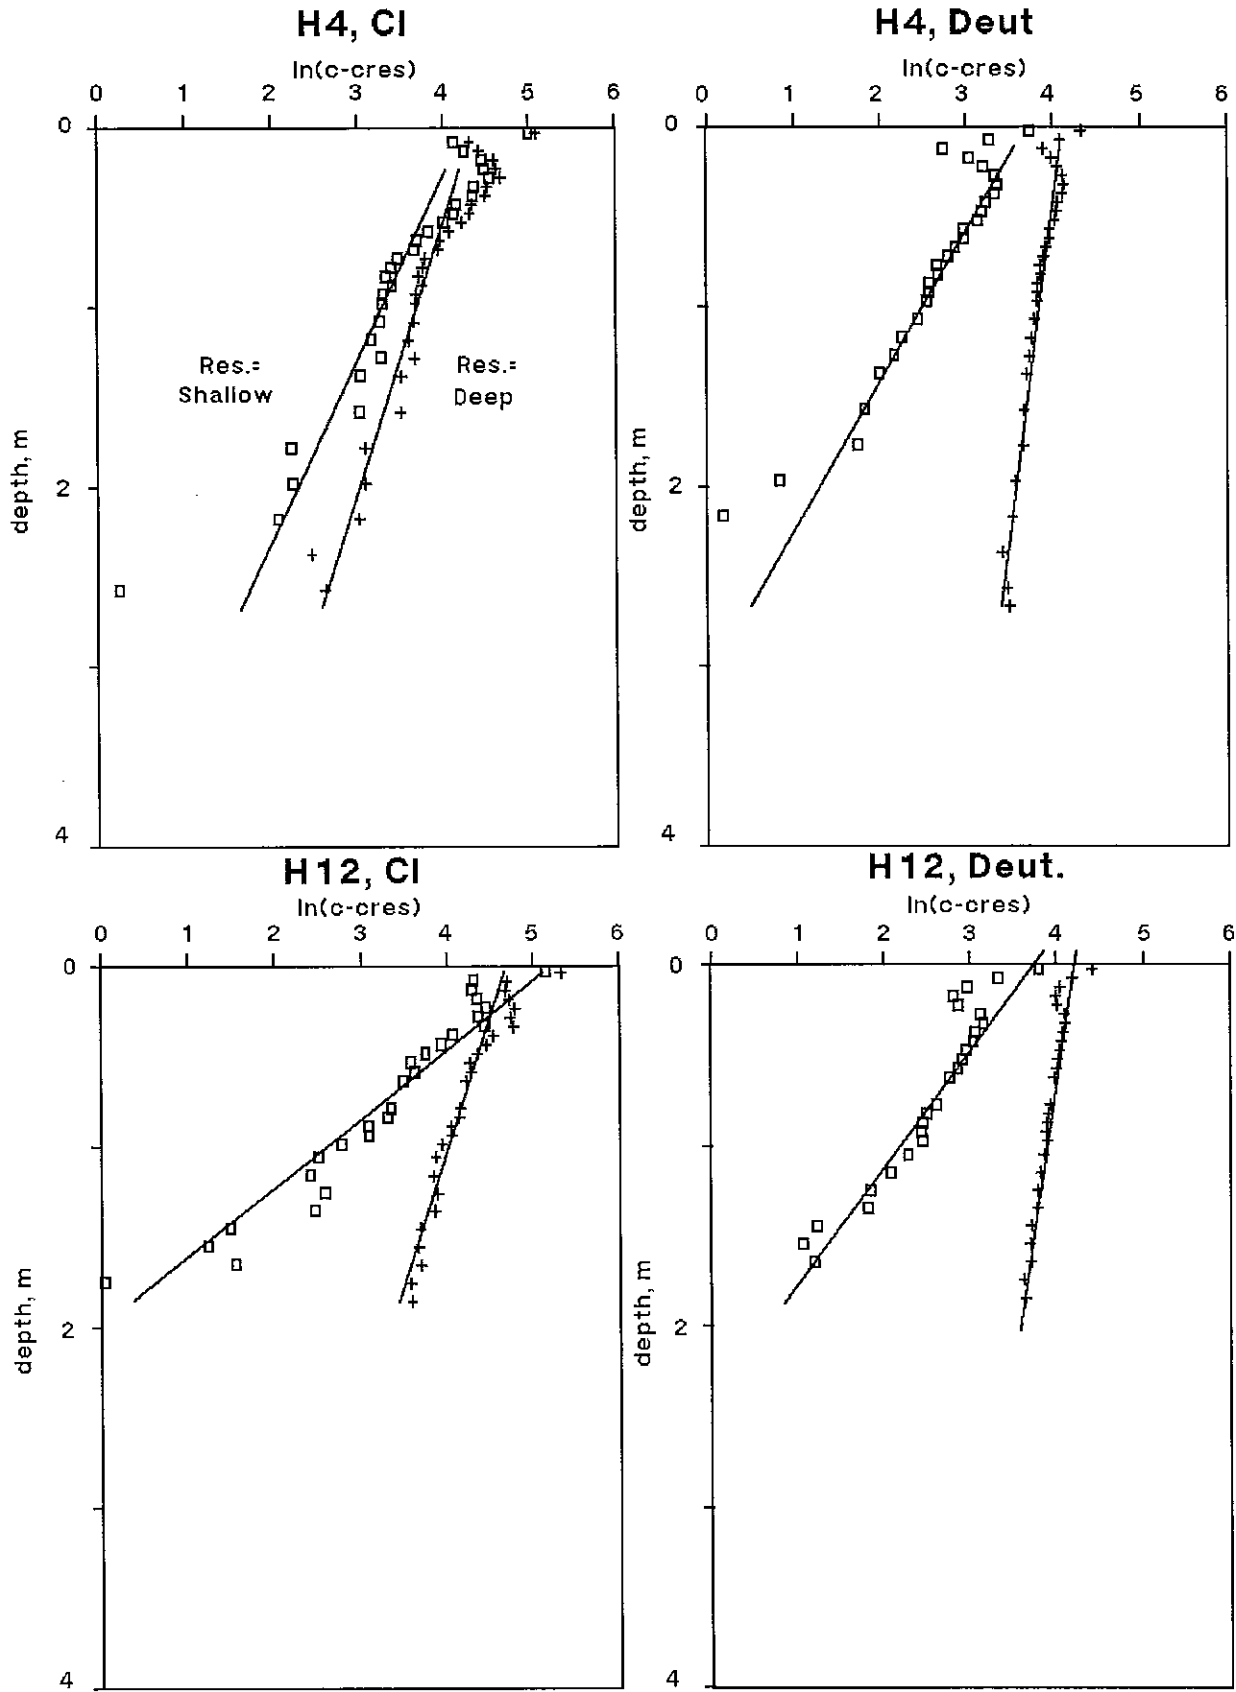 H4, Cl
ln(c-cres)
0 1 2 3 4 5 6
0
Res.=
Shallow
Res.=
Deep
depth, m
2
4
H4, Deut
ln(c-cres)
0 1 2 3 4 5 6
0
depth, m
2
4
H12, Cl
ln(c-cres)
0 1 2 3 4 5 6
0
depth, m
2
4
H12, Deut.
ln(c-cres)
0 1 2 3 4 5 6
0
depth, m
2
4